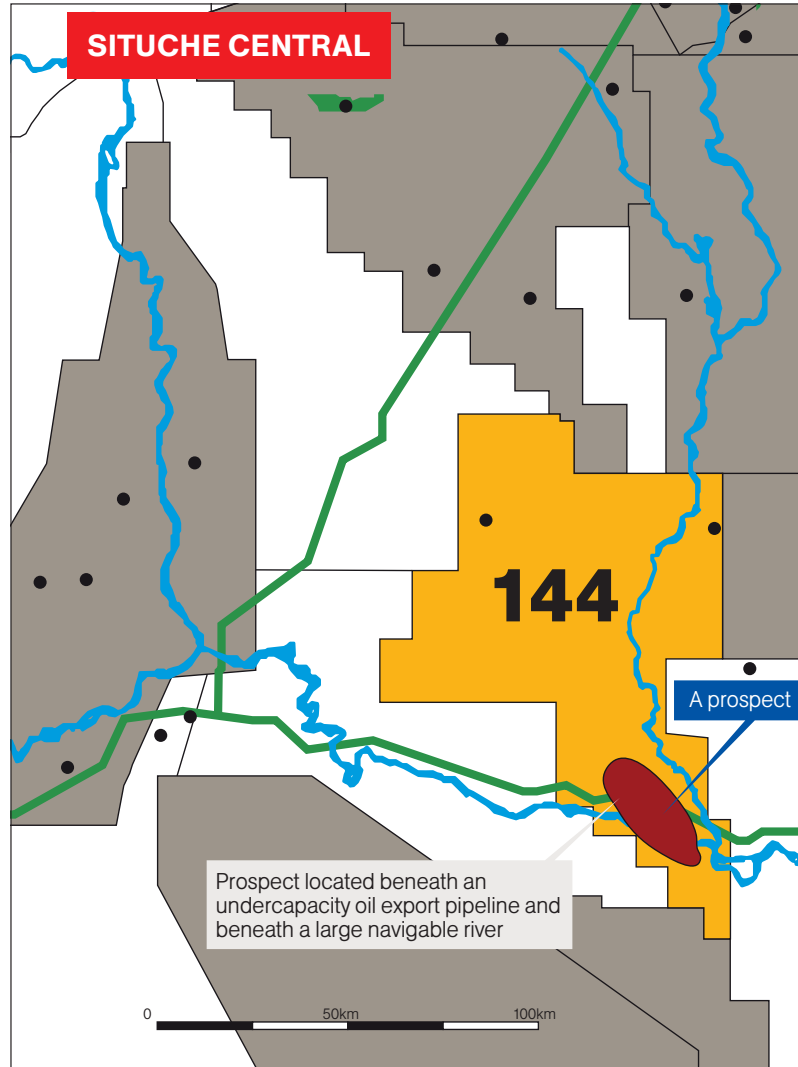 SITUCHE CENTRAL
144
A prospect
Prospect located beneath an
undercapacity oil export pipeline and
beneath a large navigable river
0 50km 100km